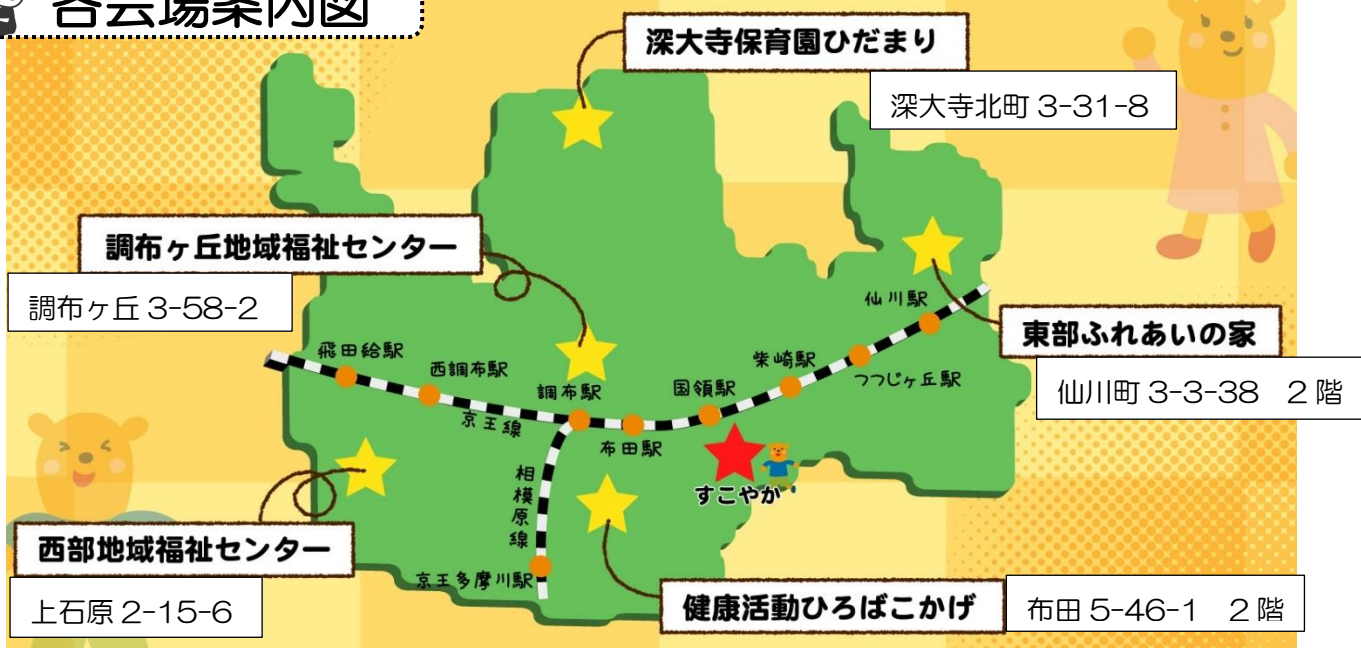 各会場案内図
深大寺保育園ひだまり
深大寺北町 3-31-8
調布ヶ丘地域福祉センター
調布ヶ丘 3-58-2
仙川駅
東部ふれあいの家
仙川町 3-3-38　2階
飛田給駅
西調布駅
調布駅
国領駅
柴崎駅
つつじヶ丘駅
京王線
布田駅
相模原線
すこやか
西部地域福祉センター
上石原 2-15-6
京王多摩川駅
健康活動ひろばこかげ
布田 5-46-1　2階